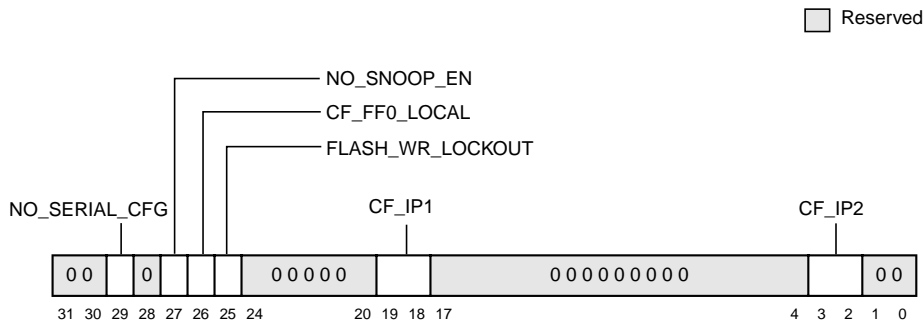 Reserved
NO_SNOOP_EN
CF_FF0_LOCAL
FLASH_WR_LOCKOUT
NO_SERIAL_CFG
CF_IP1
CF_IP2
0 0 0 0 0 0 0 0 0 0 0 0 0 0 0 0 0 0 0
31 30 29 28 27 26 25 24 20 19 18 17 4 3 2 1 0